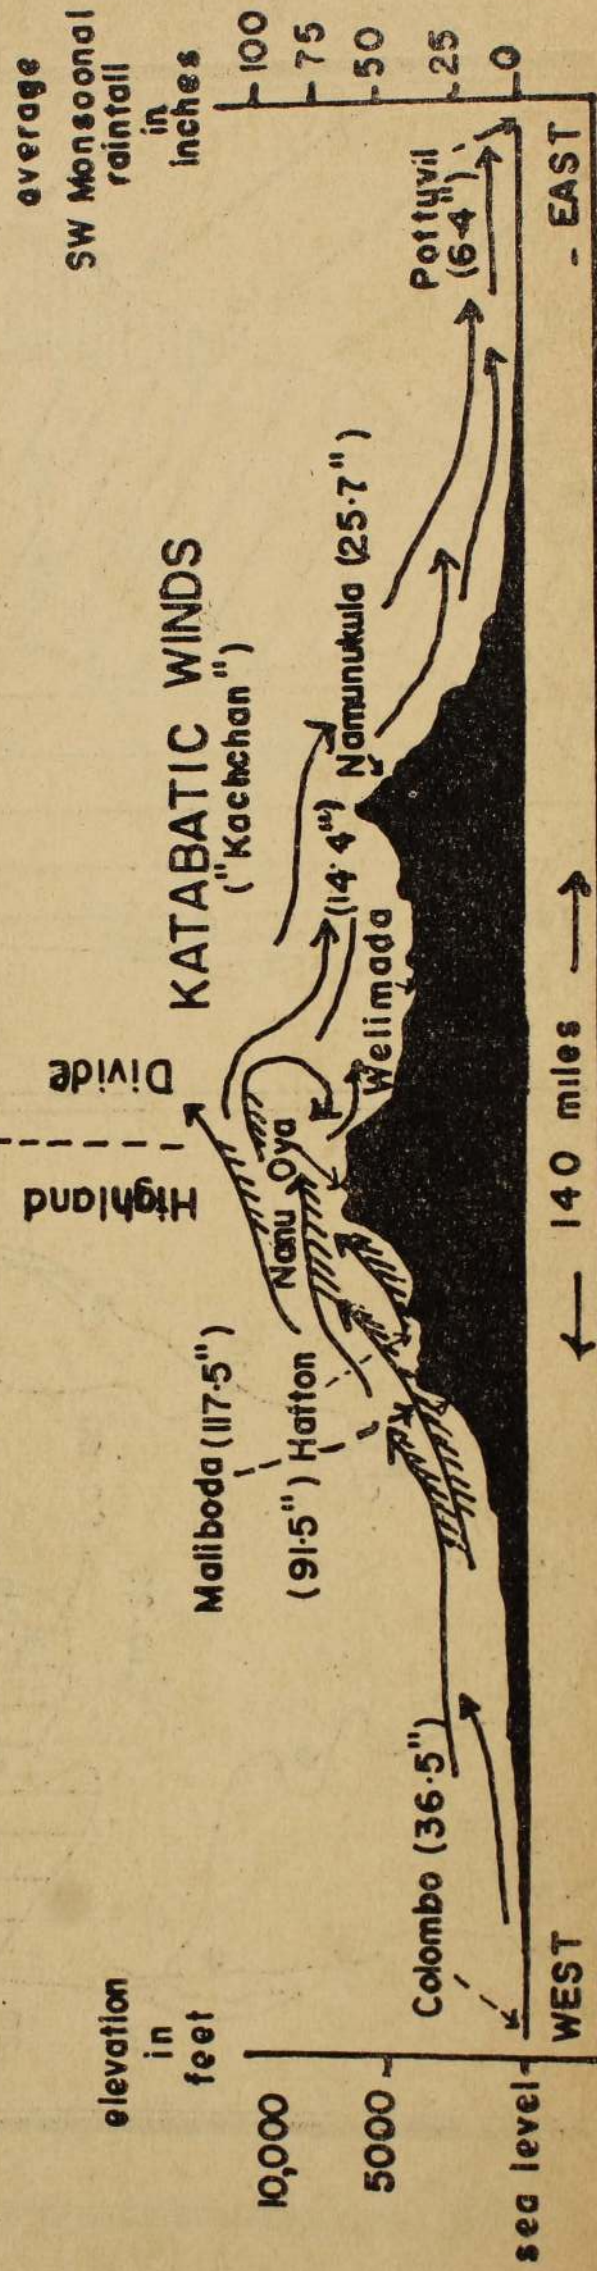 elevation
in
feet
10,000
5000
sea level
WEST
Colombo (36·5")
Maliboda (117·5")
(91·5") Hatton
Nanu Oya
Highland
Divide
KATABATIC WINDS
("Kachchan")
Welimada
(14·4")
Namunukula (25·7")
Pottuvil
(6·4")
average
SW Monsoonal
rainfall
in
inches
100
75
50
25
0
- EAST
140 miles